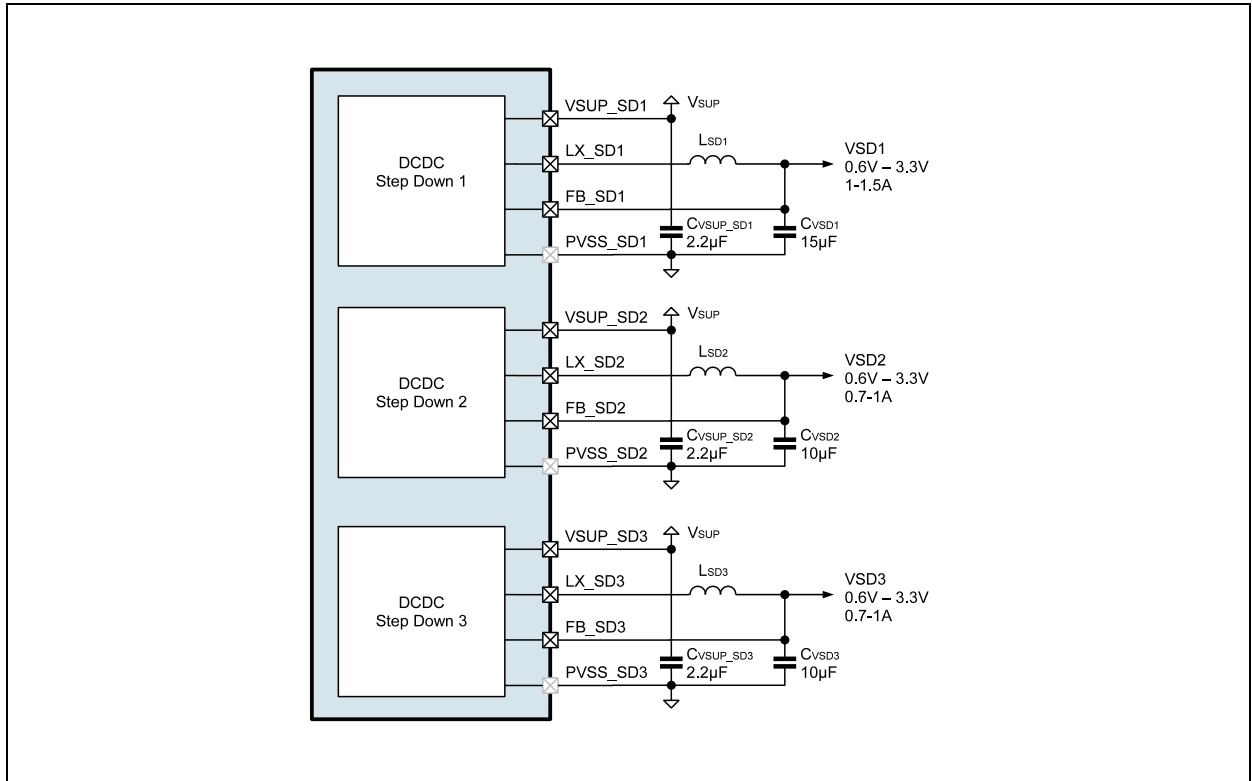 DCDC
Step Down 1
VSUP_SD1
VSUP
LX_SD1
LSD1
VSD1
0.6V – 3.3V
1-1.5A
FB_SD1
CVSUP_SD1
2.2µF
CVSD1
15µF
PVSS_SD1
DCDC
Step Down 2
VSUP_SD2
VSUP
LX_SD2
LSD2
VSD2
0.6V – 3.3V
0.7-1A
FB_SD2
CVSUP_SD2
2.2µF
CVSD2
10µF
PVSS_SD2
DCDC
Step Down 3
VSUP_SD3
VSUP
LX_SD3
LSD3
VSD3
0.6V – 3.3V
0.7-1A
FB_SD3
CVSUP_SD3
2.2µF
CVSD3
10µF
PVSS_SD3